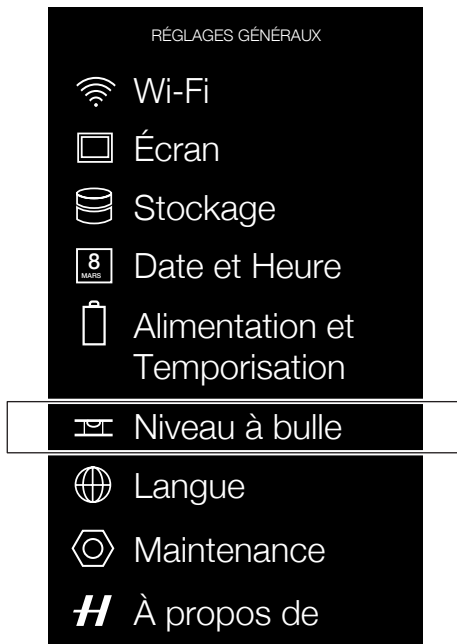 RÉGLAGES GÉNÉRAUX
Wi-Fi
Écran
Stockage
8
MARS
Date et Heure
Alimentation et
Temporisation
Niveau à bulle
Langue
Maintenance
H À propos de